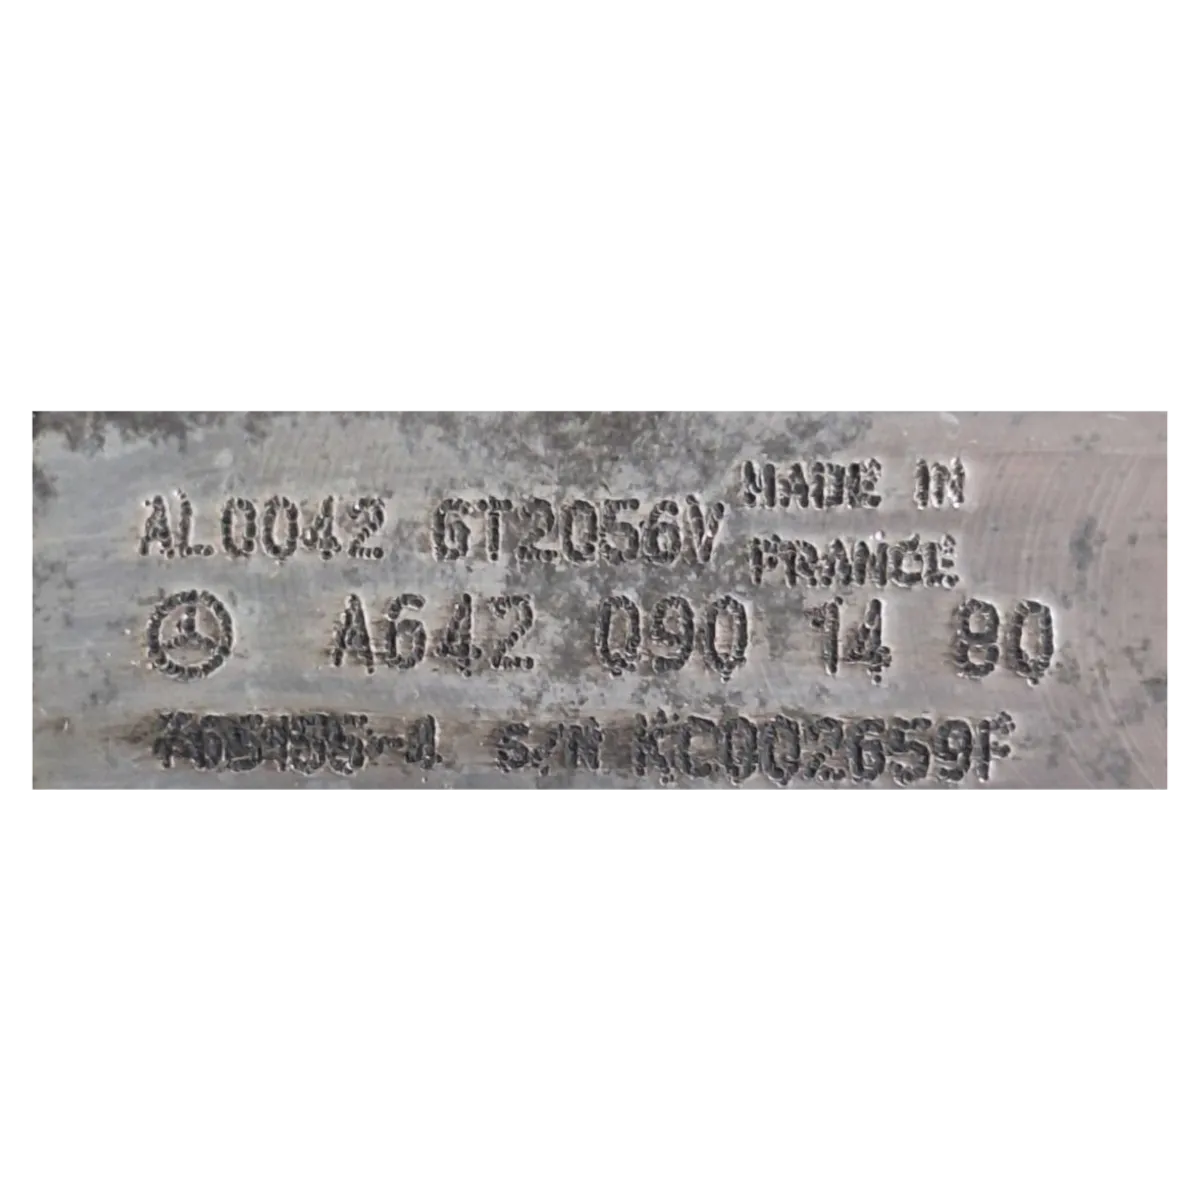 AL0042 GT2056V MADE IN
FRANCE
A642 090 14 80
S/N KC002659F